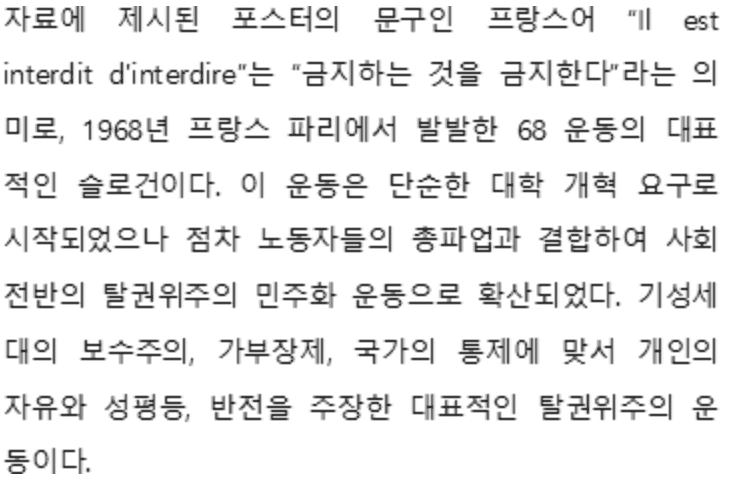 자료에 제시된 포스터의 문구인 프랑스어 "Il est
interdit d'interdire"는 "금지하는 것을 금지한다"라는 의
미로, 1968년 프랑스 파리에서 발발한 68 운동의 대표
적인 슬로건이다. 이 운동은 단순한 대학 개혁 요구로
시작되었으나 점차 노동자들의 총파업과 결합하여 사회
전반의 탈권위주의 민주화 운동으로 확산되었다. 기성세
대의 보수주의, 가부장제, 국가의 통제에 맞서 개인의
자유와 성평등, 반전을 주장한 대표적인 탈권위주의 운
동이다.